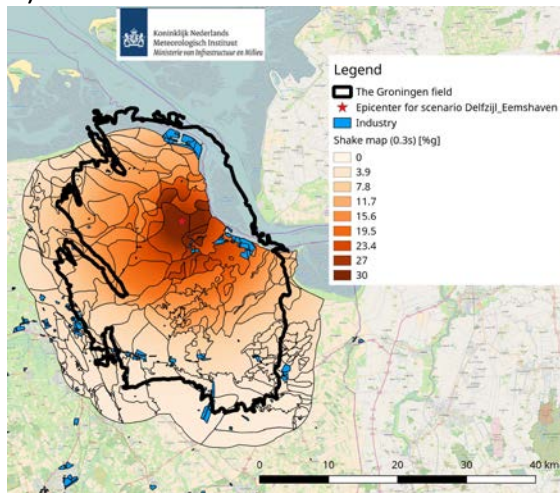 Koninklijk Nederlands
Meteorologisch Instituut
Ministerie van Infrastructuur en Milieu
Legend
The Groningen field
Epicenter for scenario Delfzijl_Eemshaven
Industry
Shake map (0.3s) [%g]
0
3.9
7.8
11.7
15.6
19.5
23.4
27
30
0 10 20 30 40 km